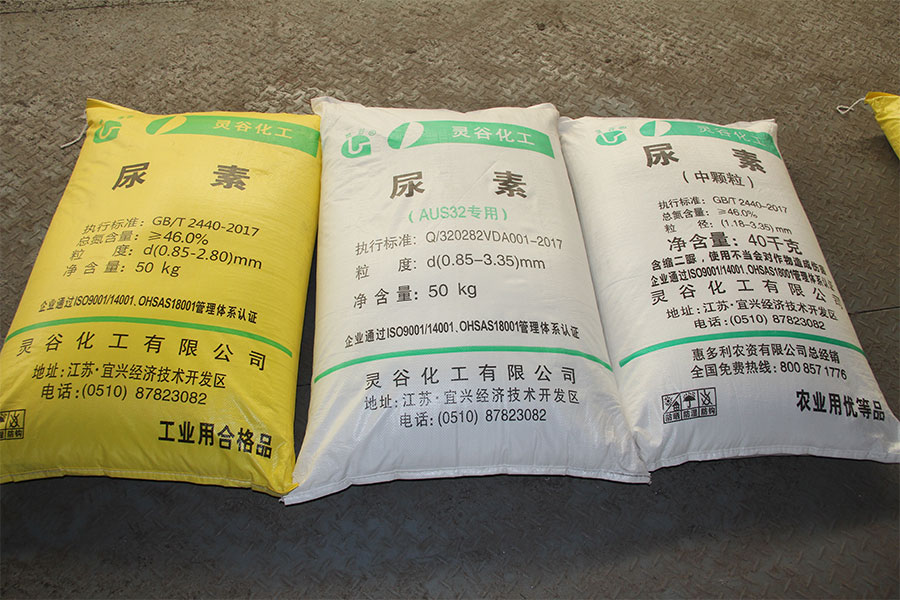 灵谷化工
尿 素
执行标准: GB/T 2440-2017
总氮含量: ≥46.0%
粒 度: d(0.85-2.80)mm
净含量: 50 kg
企业通过ISO9001/14001、OHSAS18001管理体系认证
灵谷化工有限公司
地址: 江苏·宜兴经济技术开发区
电话: (0510) 87823082
工业用合格品
灵谷化工
尿 素
(AUS32专用)
执行标准: Q/320282VDA001-2017
粒 度: d(0.85-3.35)mm
净含量: 50 kg
企业通过ISO9001/14001、OHSAS18001管理体系认证
灵谷化工有限公司
地址: 江苏·宜兴经济技术开发区
电话: (0510) 87823082
灵谷化工
尿 素
(中颗粒)
执行标准: GB/T 2440-2017
总氮含量: ≥46.0%
粒 径: (1.18-3.35)mm
净含量: 40千克
含缩二脲, 使用不当会对作物造成伤
企业通过ISO9001/14001、OHSAS18001管理体系认证
灵谷化工有限公司
地址: 江苏·宜兴经济技术开发区
电话: (0510) 87823082
惠多利农资有限公司总经销
全国免费热线: 800 857 1776
农业用优等品